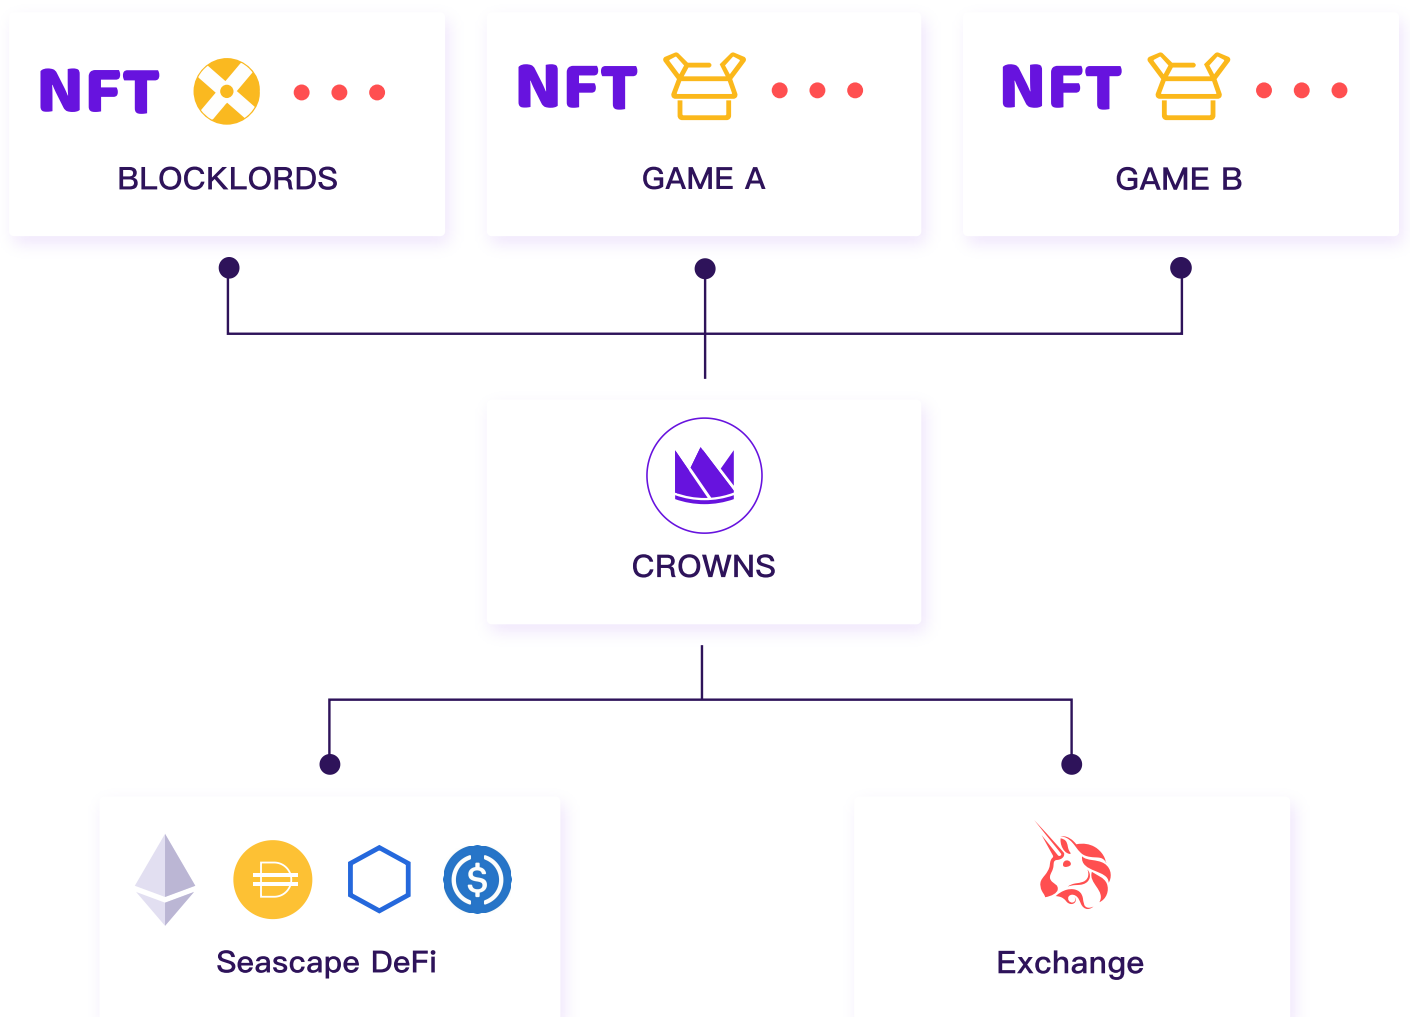 NFT
NFT
NFT
BLOCKLORDS
GAME A
GAME B
CROWNS
$
Seascape DeFi
Exchange